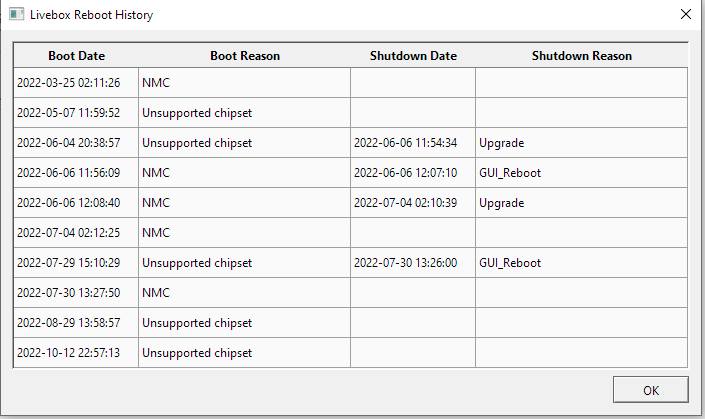 Livebox Reboot History
Boot Date Boot Reason Shutdown Date Shutdown Reason
2022-03-25 02:11:26 NMC
2022-05-07 11:59:52 Unsupported chipset
2022-06-04 20:38:57 Unsupported chipset 2022-06-06 11:54:34 Upgrade
2022-06-06 11:56:09 NMC 2022-06-06 12:07:10 GUI_Reboot
2022-06-06 12:08:40 NMC 2022-07-04 02:10:39 Upgrade
2022-07-04 02:12:25 NMC
2022-07-29 15:10:29 Unsupported chipset 2022-07-30 13:26:00 GUI_Reboot
2022-07-30 13:27:50 NMC
2022-08-29 13:58:57 Unsupported chipset
2022-10-12 22:57:13 Unsupported chipset
OK